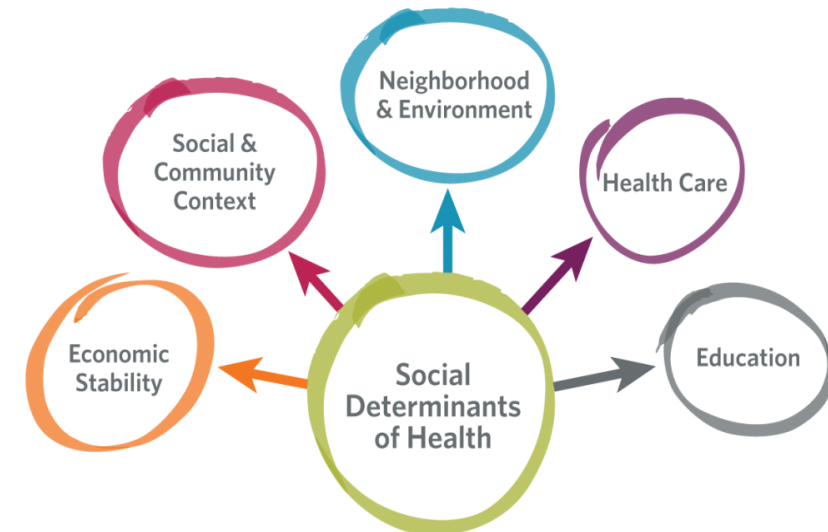 Neighborhood
& Environment
Social &
Community
Context
Health Care
Economic
Stability
Education
Social
Determinants
of Health